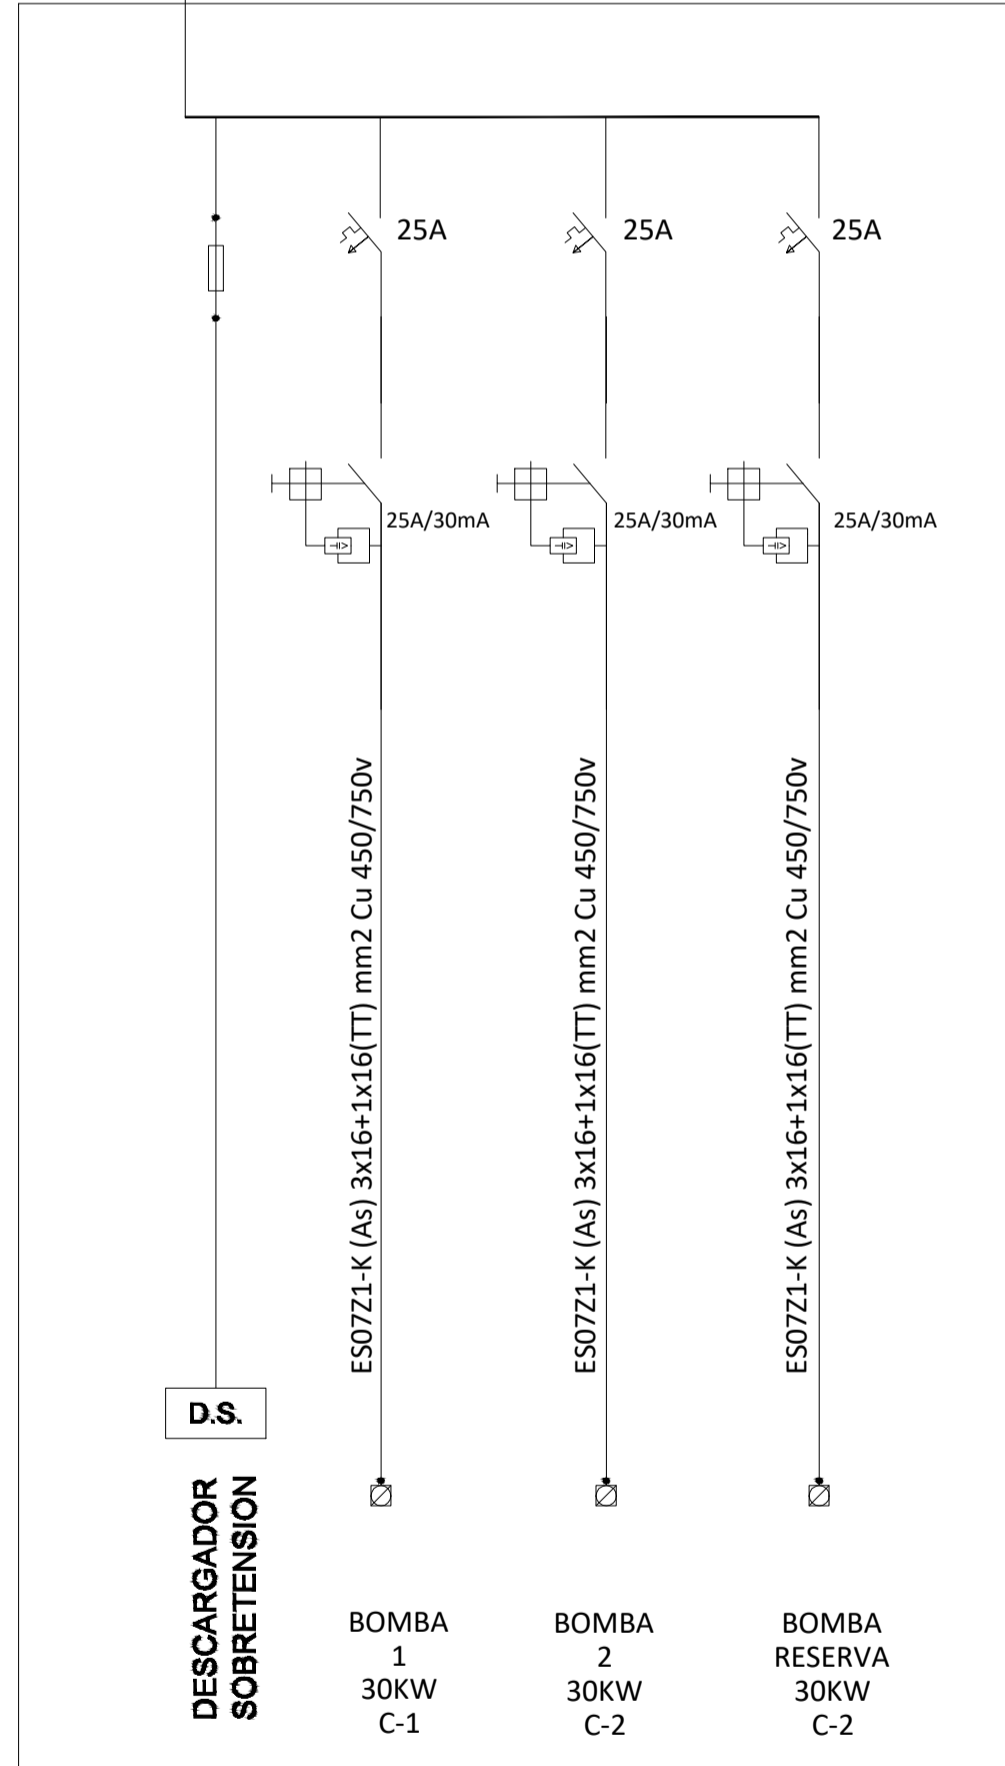 25A
25A
25A
25A/30mA
25A/30mA
25A/30mA
ES07Z1-K (As) 3x16+1x16(TT) mm2 Cu 450/750v
ES07Z1-K (As) 3x16+1x16(TT) mm2 Cu 450/750v
ES07Z1-K (As) 3x16+1x16(TT) mm2 Cu 450/750v
D.S.
DESCARGADOR
SOBRETENSION
BOMBA
1
30KW
C-1
BOMBA
2
30KW
C-2
BOMBA
RESERVA
30KW
C-2